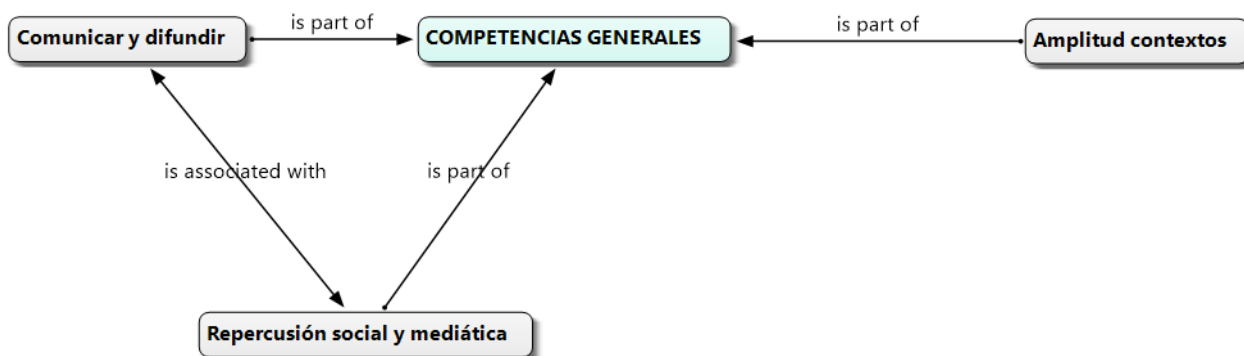 is part of
is part of
Comunicar y difundir
COMPETENCIAS GENERALES
Amplitud contextos
is associated with
is part of
Repercusión social y mediática